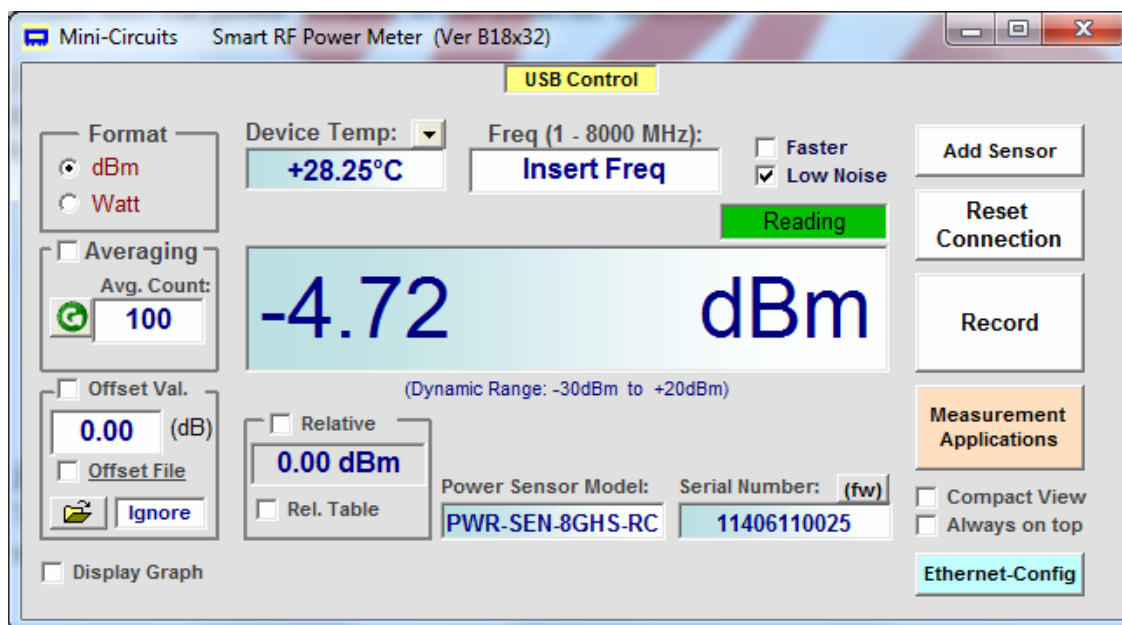 Mini-Circuits Smart RF Power Meter (Ver B18x32)
USB Control
Format
dBm
Watt
Device Temp:
+28.25°C
Freq (1 - 8000 MHz):
Insert Freq
Faster
Low Noise
Add Sensor
Reading
Reset
Connection
Averaging
Avg. Count:
100
-4.72 dBm
Record
(Dynamic Range: -30dBm to +20dBm)
Offset Val.
0.00 (dB)
Offset File
Ignore
Relative
0.00 dBm
Rel. Table
Power Sensor Model:
PWR-SEN-8GHS-RC
Serial Number: (fw)
11406110025
Measurement
Applications
Compact View
Always on top
Display Graph
Ethernet-Config